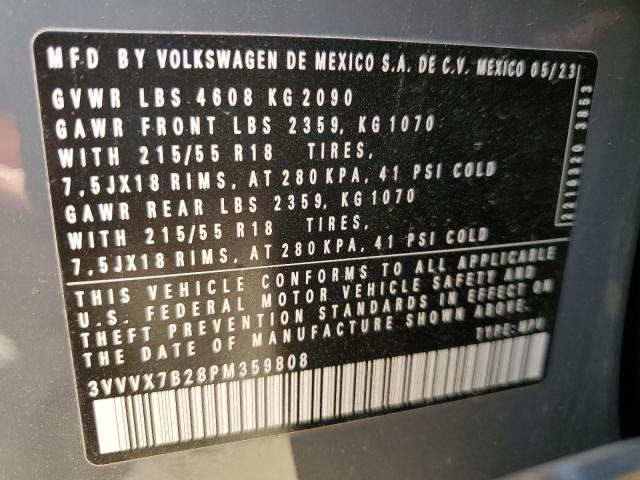 MFD BY VOLKSWAGEN DE MEXICO S.A. DE C.V. MEXICO 05/23
GVWR LBS 4608 KG 2090
GAWR FRONT LBS 2359, KG 1070
WITH 215/55 R18 TIRES,
7,5JX18 RIMS, AT 280 KPA, 41 PSI COLD
GAWR REAR LBS 2359, KG 1070
WITH 215/55 R18 TIRES,
7,5JX18 RIMS, AT 280 KPA, 41 PSI COLD
THIS VEHICLE CONFORMS TO ALL APPLICABLE
U.S. FEDERAL MOTOR VEHICLE SAFETY AND
THEFT PREVENTION STANDARDS IN EFFECT ON
THE DATE OF MANUFACTURE SHOWN ABOVE.
TYPE: MPV
3VVVX7B28PM359808
3853